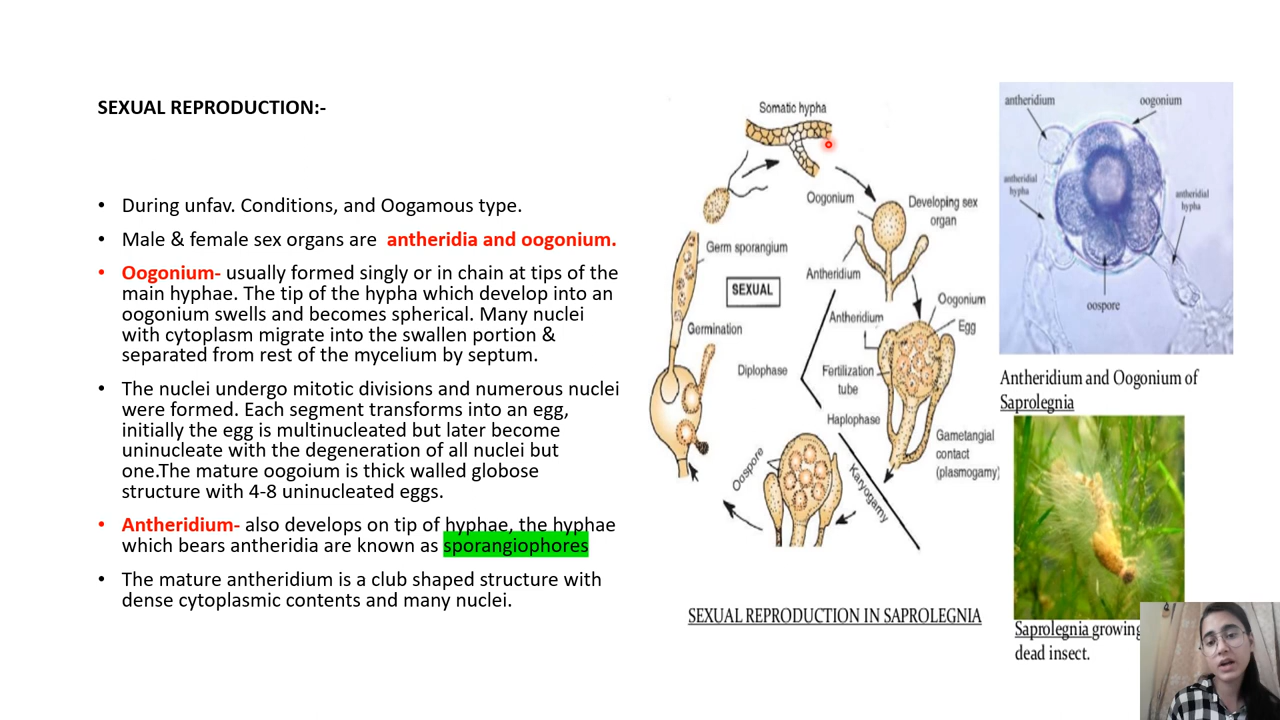 SEXUAL REPRODUCTION:-
• During unfav. Conditions, and Oogamous type.
• Male & female sex organs are antheridia and oogonium.
• Oogonium- usually formed singly or in chain at tips of the
main hyphae. The tip of the hypha which develop into an
oogonium swells and becomes spherical. Many nuclei
with cytoplasm migrate into the swallen portion &
separated from rest of the mycelium by septum.
• The nuclei undergo mitotic divisions and numerous nuclei
were formed. Each segment transforms into an egg,
initially the egg is multinucleated but later become
uninucleate with the degeneration of all nuclei but
one.The mature oogoium is thick walled globose
structure with 4-8 uninucleated eggs.
• Antheridium- also develops on tip of hyphae, the hyphae
which bears antheridia are known as sporangiophores
• The mature antheridium is a club shaped structure with
dense cytoplasmic contents and many nuclei.
Somatic hypha
Oogonium
Developing sex
organ
Germ sporangium
Antheridium
SEXUAL
Oogonium
Antheridium
Egg
Germination
Diplophase
Fertilization
tube
Haplophase
Gametangial
contact
(plasmogamy)
Oospore
Karyogamy
SEXUAL REPRODUCTION IN SAPROLEGNIA
antheridium
oogonium
antheridial
hypha
antheridial
hypha
oospore
Antheridium and Oogonium of
Saprolegnia
Saprolegnia growing
dead insect.